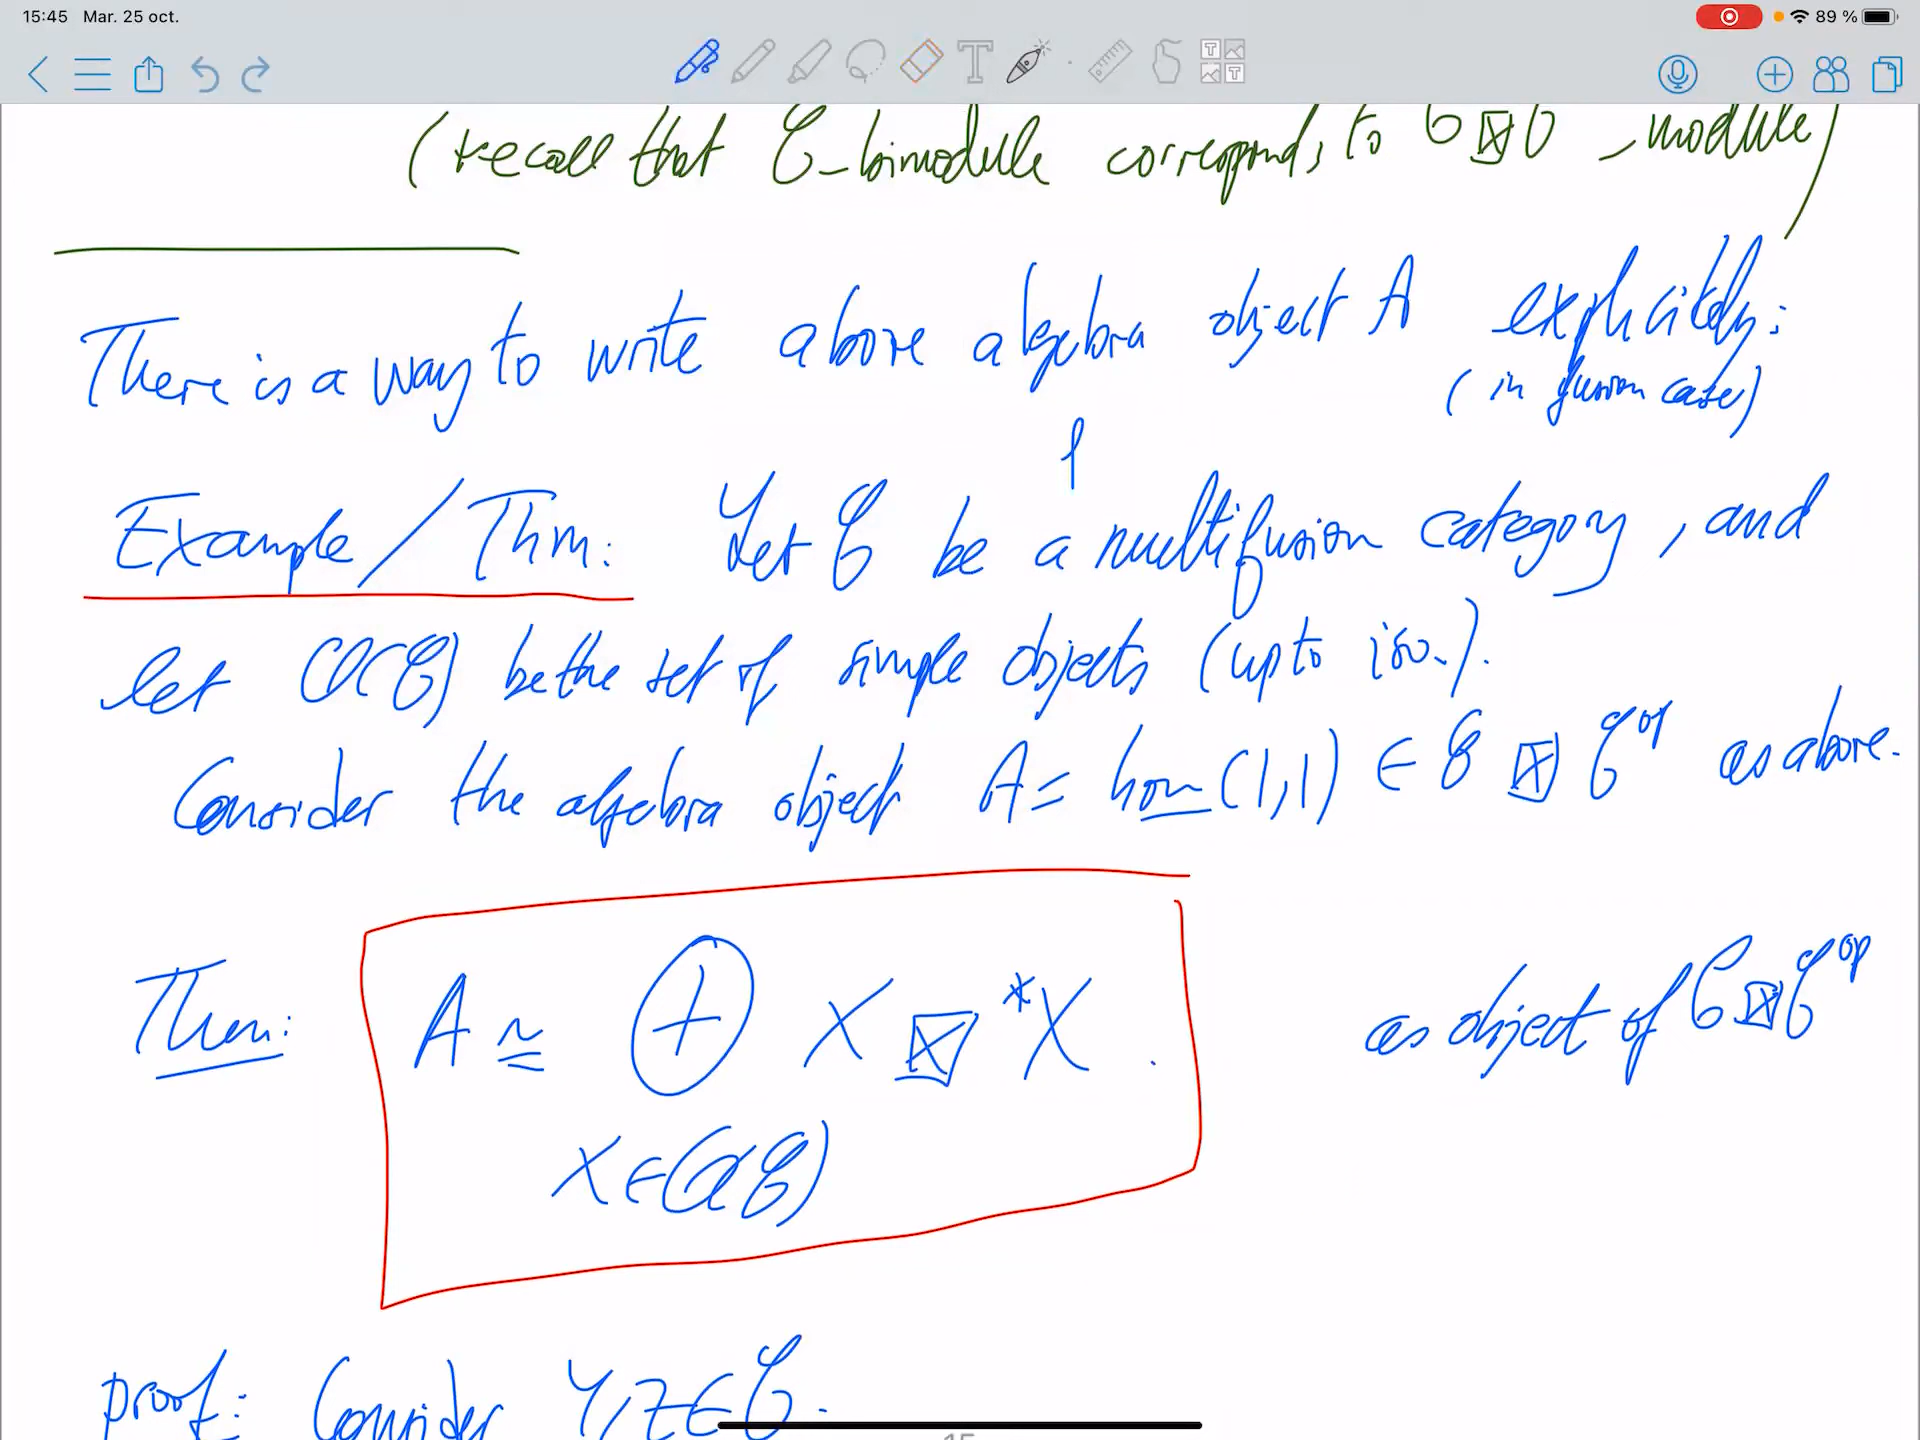 15:45 Mar. 25 oct.
89 %
(recall that C-bimodule corresponds to C⊠C -module)
There is a way to write above algebra object A explicitely:
(in fusion case)
Example / Thm: Let C be a multifusion category, and
let O(C) be the set of simple objects (up to iso.).
Consider the algebra object A = hom(1,1) ∈ C ⊠ C^op as above.
Then: A ≅ ⊕ X ⊠ *X . as object of C⊠C^op
X∈O(C)
proof: Consider Y, Z ∈ C.